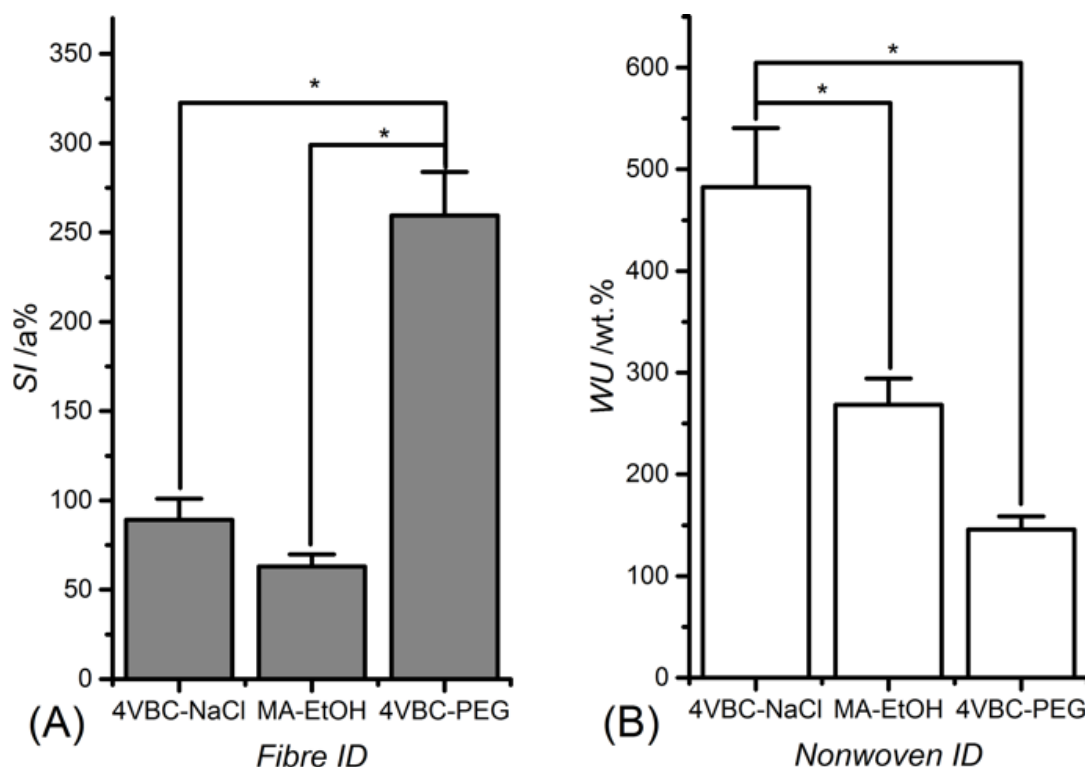 350
300
250
200
150
100
50
0
SI /a%
*
*
4VBC-NaCl MA-EtOH 4VBC-PEG
(A)
Fibre ID
600
500
400
300
200
100
0
WU /wt.%
*
*
4VBC-NaCl MA-EtOH 4VBC-PEG
(B)
Nonwoven ID